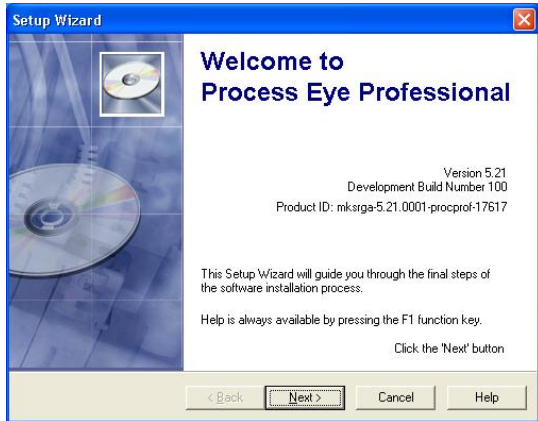 Setup Wizard
Welcome to
Process Eye Professional
Version 5.21
Development Build Number 100
Product ID: mksrga-5.21.0001-procprof-17617
This Setup Wizard will guide you through the final steps of
the software installation process.
Help is always available by pressing the F1 function key.
Click the 'Next' button
< Back Next > Cancel Help